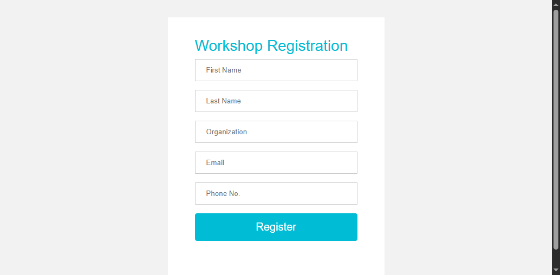 Workshop Registration
First Name
Last Name
Organization
Email
Phone No.
Register